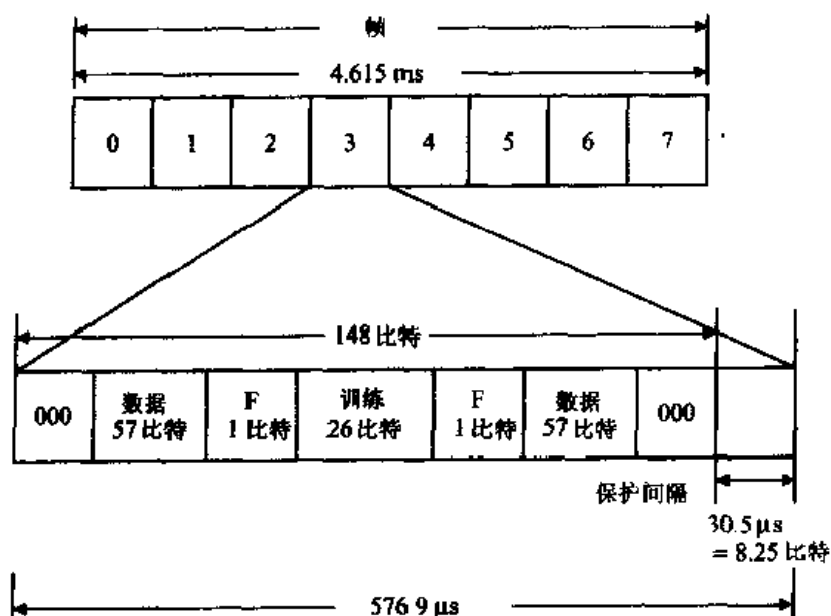 帧
4.615 ms
0 1 2 3 4 5 6 7
148 比特
000 数据 57 比特 F 1 比特 训练 26 比特 F 1 比特 数据 57 比特 000
保护间隔
30.5 μs
= 8.25 比特
576.9 μs